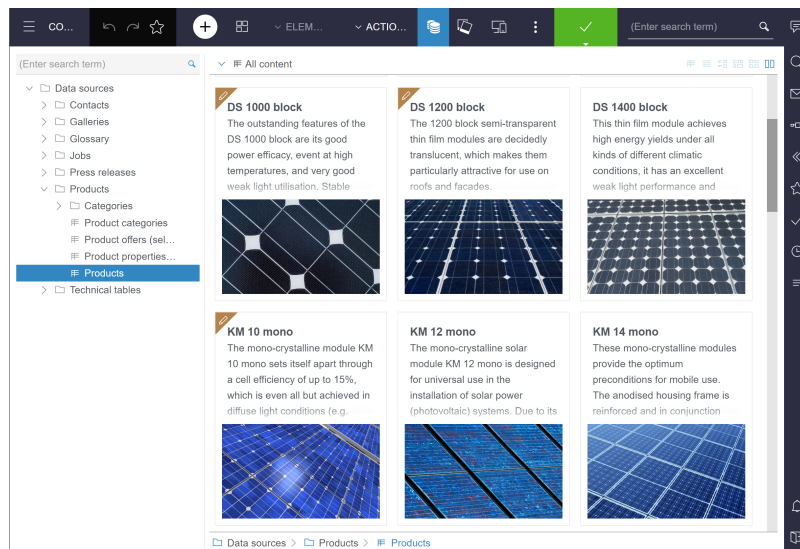 CO...
ELEM...
ACTIO...
(Enter search term)
(Enter search term)
All content
Data sources
Contacts
Galleries
Glossary
Jobs
Press releases
Products
Categories
Product categories
Product offers (sel...
Product properties...
Products
Technical tables
DS 1000 block
The outstanding features of the
DS 1000 block are its good
power efficacy, event at high
temperatures, and very good
weak light utilisation. Stable
DS 1200 block
The 1200 block semi-transparent
thin film modules are decidedly
translucent, which makes them
particularly attractive for use on
roofs and facades.
DS 1400 block
This thin film module achieves
high energy yields under all
kinds of different climatic
conditions, it has an excellent
weak light performance and
KM 10 mono
The mono-crystalline module KM
10 mono sets itself apart through
a cell efficiency of up to 15%,
which is even all but achieved in
diffuse light conditions (e.g.
KM 12 mono
The mono-crystalline solar
module KM 12 mono is designed
for universal use in the
installation of solar power
(photovoltaic) systems. Due to its
KM 14 mono
These mono-crystalline modules
provide the optimum
preconditions for mobile use.
The anodised housing frame is
reinforced and in conjunction
Data sources > Products > Products